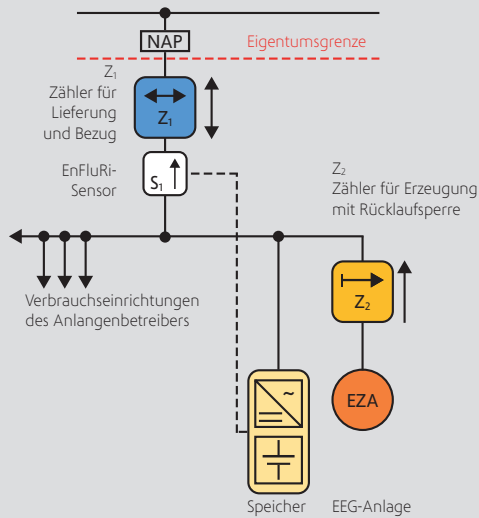 NAP
Eigentumsgrenze
Z₁
Zähler für
Lieferung
und Bezug
Z₁
EnFluRi-
Sensor
S₁
Z₂
Zähler für Erzeugung
mit Rücklaufsperre
Verbrauchseinrichtungen
des Anlangenbetreibers
Z₂
~
EZA
Speicher
EEG-Anlage